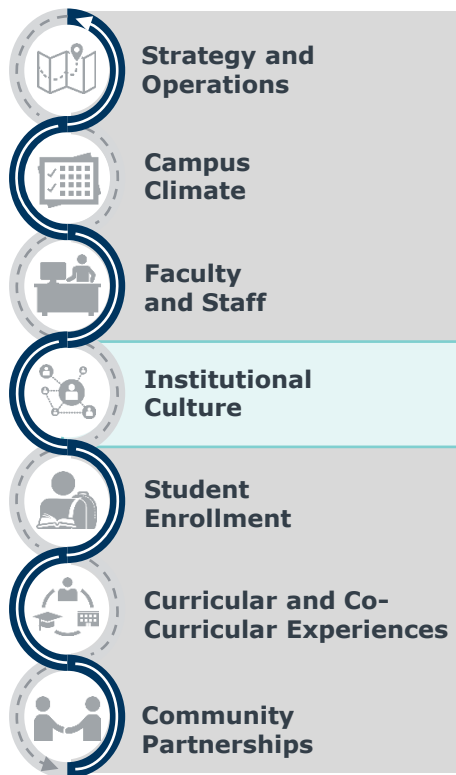 Strategy and
Operations
Campus
Climate
Faculty
and Staff
Institutional
Culture
Student
Enrollment
Curricular and Co-
Curricular Experiences
Community
Partnerships